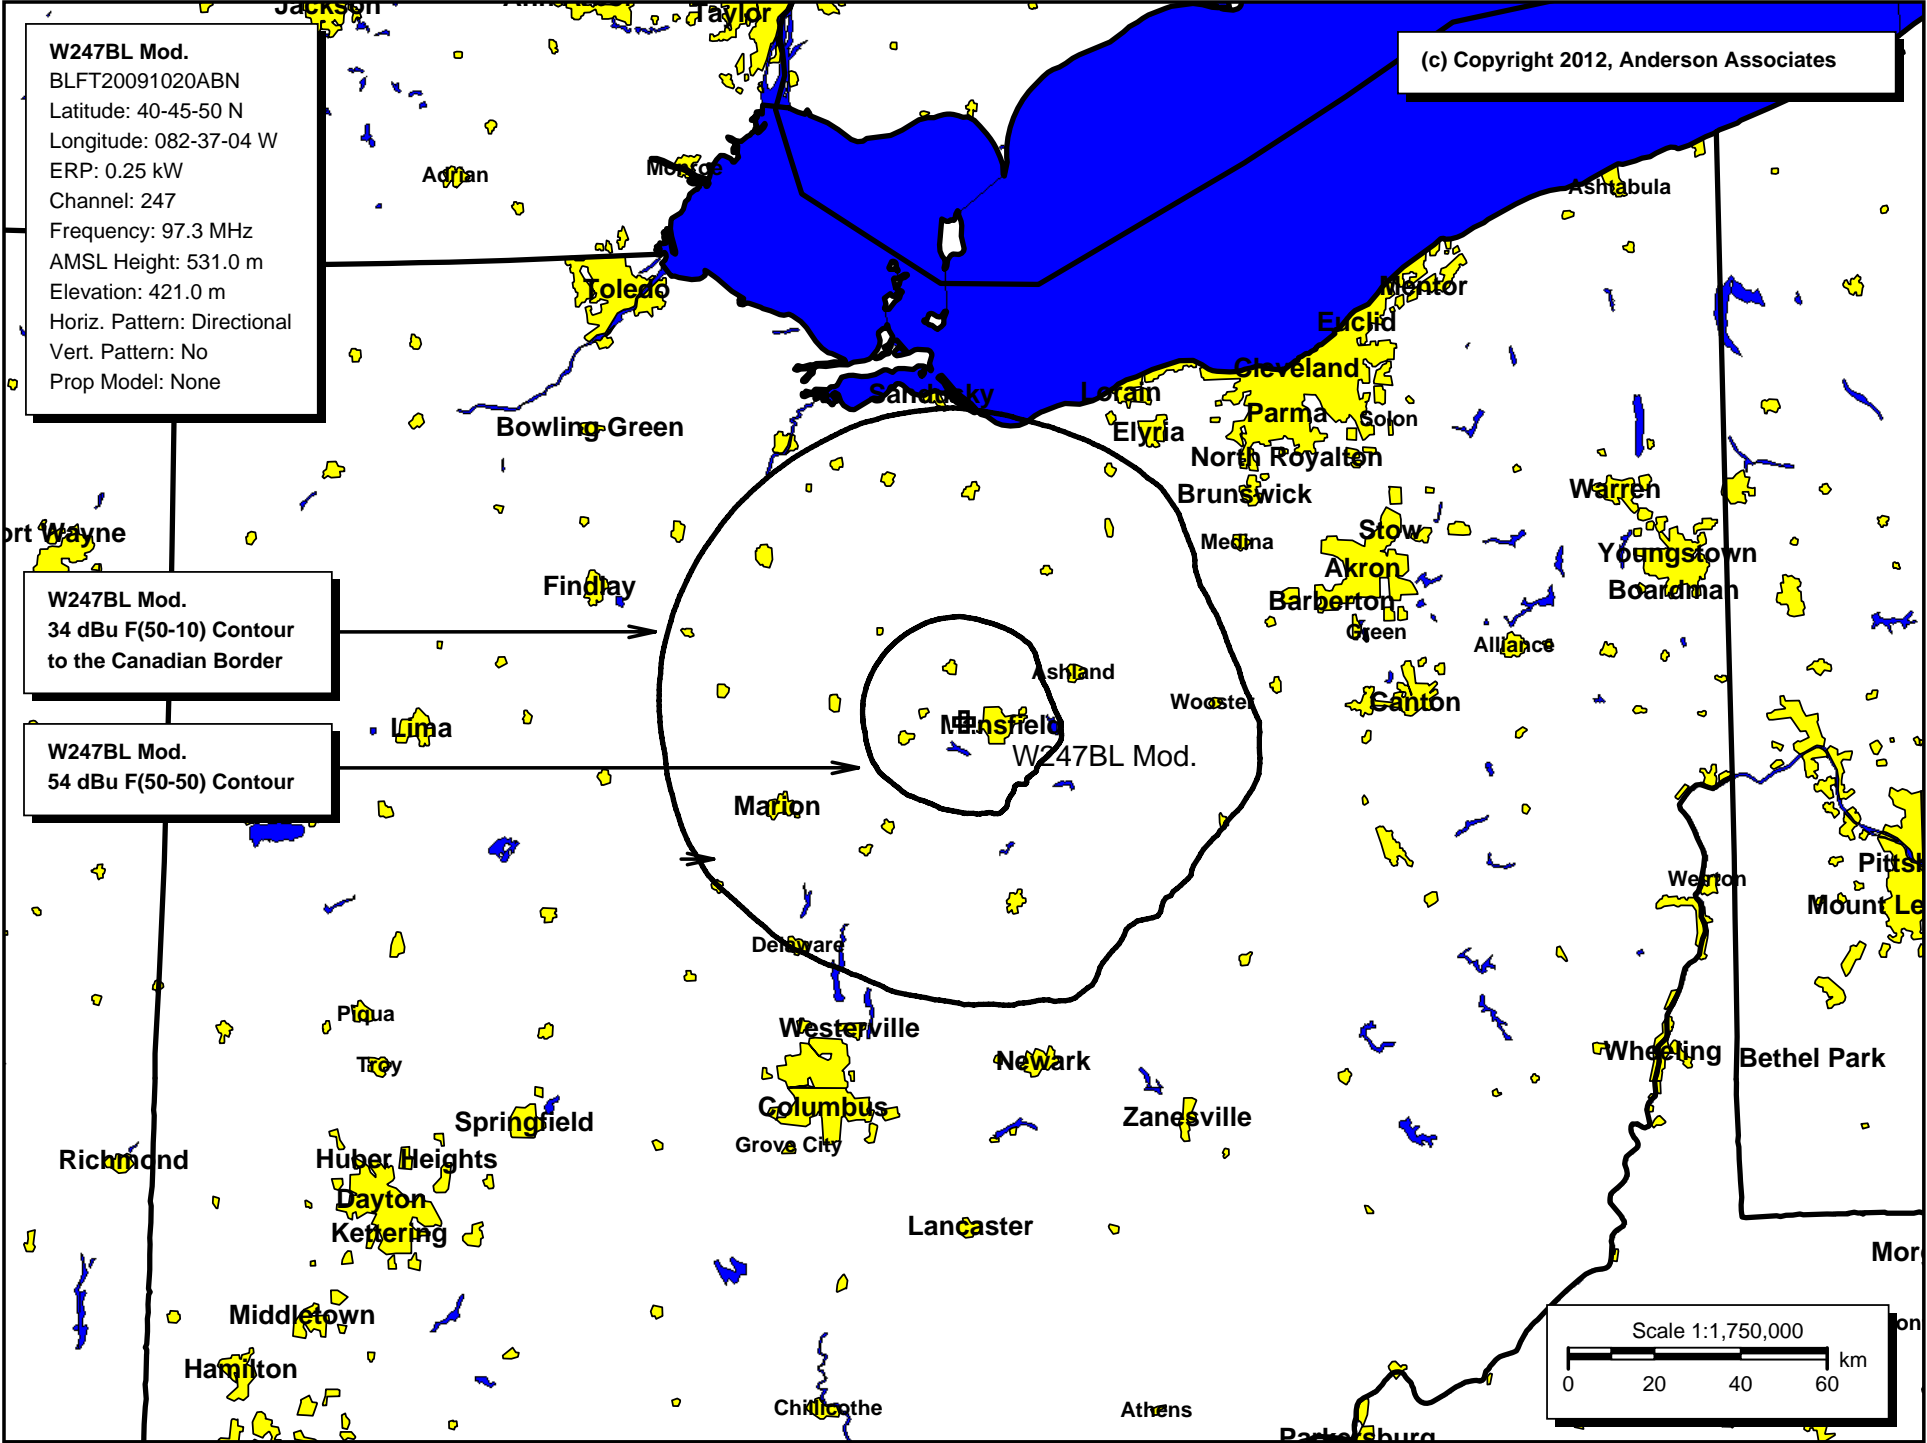 Jackson
Taylor
W247BL Mod.
BLFT20091020ABN
Latitude: 40-45-50 N
Longitude: 082-37-04 W
ERP: 0.25 kW
Channel: 247
Frequency: 97.3 MHz
AMSL Height: 531.0 m
Elevation: 421.0 m
Horiz. Pattern: Directional
Vert. Pattern: No
Prop Model: None
(c) Copyright 2012, Anderson Associates
Adrian
Monroe
Ashtabula
Toledo
Mentor
Euclid
Cleveland
Sandusky
Lorain
Parma
Solon
Bowling Green
Elyria
North Royalton
Brunswick
Warren
ort Wayne
Stow
Medina
Youngstown
Akron
Findlay
Boardman
Barberton
W247BL Mod.
34 dBu F(50-10) Contour
to the Canadian Border
Green
Alliance
Ashland
Wooster
Canton
Lima
Mansfield
W247BL Mod.
W247BL Mod.
54 dBu F(50-50) Contour
Marion
Pittsb
Weirton
Mount Le
Delaware
Piqua
Westerville
Troy
Newark
Wheeling
Bethel Park
Columbus
Springfield
Zanesville
Grove City
Richmond
Huber Heights
Dayton
Kettering
Lancaster
Mor
Middletown
on
Scale 1:1,750,000
km
0 20 40 60
Hamilton
Chillicothe
Athens
Parkersburg